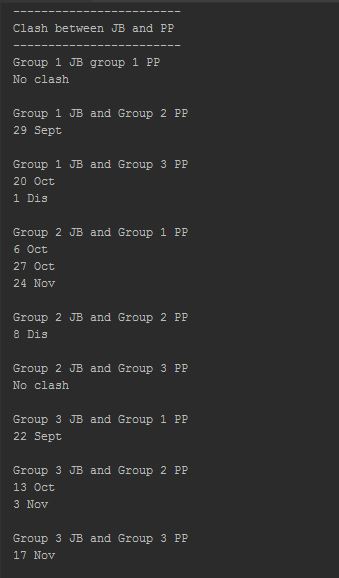 ------------------------
Clash between JB and PP
------------------------
Group 1 JB group 1 PP
No clash
Group 1 JB and Group 2 PP
29 Sept
Group 1 JB and Group 3 PP
20 Oct
1 Dis
Group 2 JB and Group 1 PP
6 Oct
27 Oct
24 Nov
Group 2 JB and Group 2 PP
8 Dis
Group 2 JB and Group 3 PP
No clash
Group 3 JB and Group 1 PP
22 Sept
Group 3 JB and Group 2 PP
13 Oct
3 Nov
Group 3 JB and Group 3 PP
17 Nov